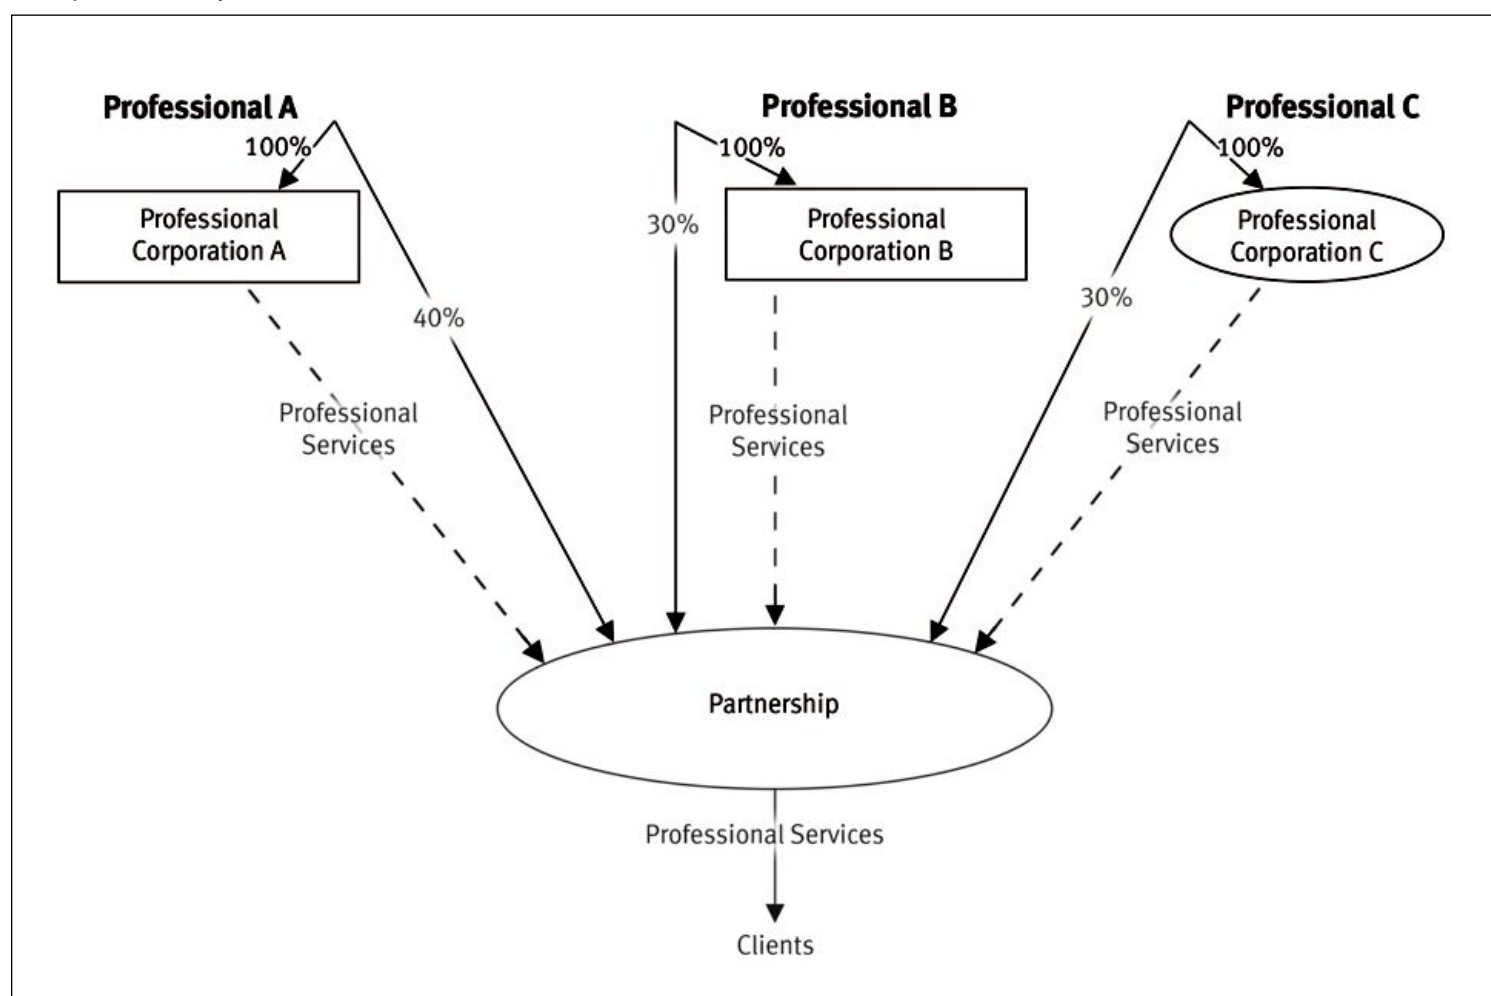 Professional A
Professional B
Professional C
100%
100%
100%
Professional
Corporation A
Professional
Corporation B
Professional
Corporation C
30%
30%
40%
Professional
Services
Professional
Services
Professional
Services
Partnership
Professional Services
Clients